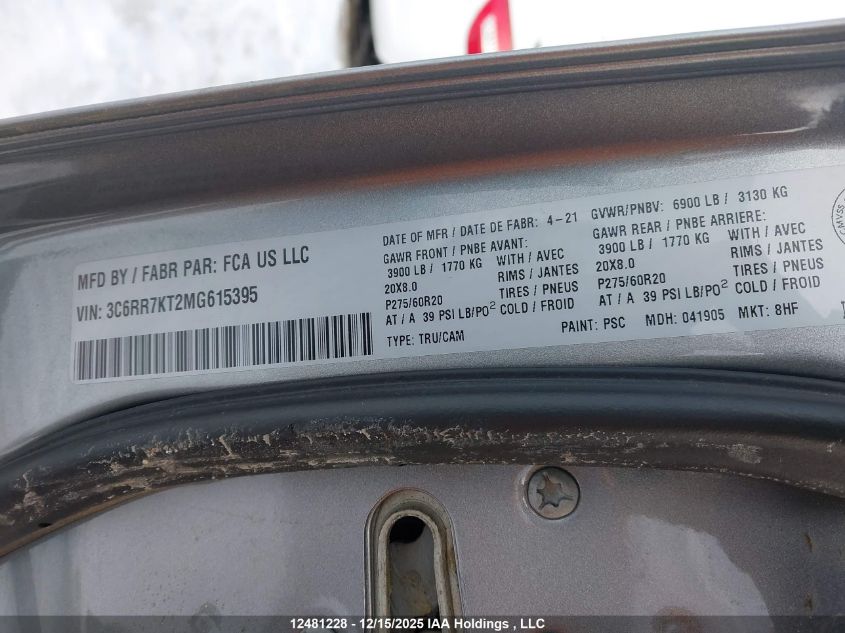 MFD BY / FABR PAR: FCA US LLC
VIN: 3C6RR7KT2MG615395
DATE OF MFR / DATE DE FABR: 4-21
GAWR FRONT / PNBE AVANT:
3900 LB / 1770 KG WITH / AVEC
20X8.0 RIMS / JANTES
P275/60R20 TIRES / PNEUS
AT / A 39 PSI LB/PO² COLD / FROID
TYPE: TRU/CAM
GVWR/PNBV: 6900 LB / 3130 KG
GAWR REAR / PNBE ARRIERE:
3900 LB / 1770 KG WITH / AVEC
20X8.0 RIMS / JANTES
P275/60R20 TIRES / PNEUS
AT / A 39 PSI LB/PO² COLD / FROID
PAINT: PSC MDH: 041905 MKT: 8HF
12481228 - 12/15/2025 IAA Holdings , LLC